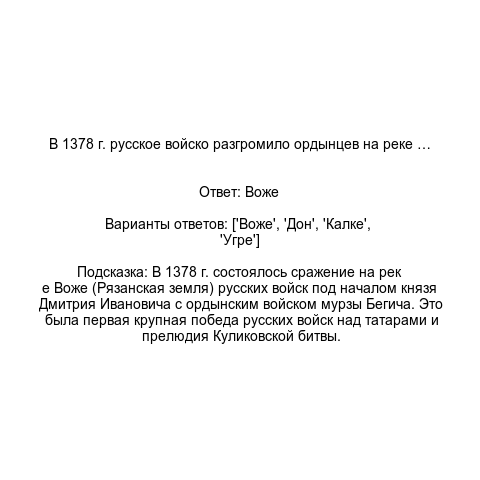 В 1378 г. русское войско разгромило ордынцев на реке …
Ответ: Воже
Варианты ответов: ['Воже', 'Дон', 'Калке',
'Угре']
Подсказка: В 1378 г. состоялось сражение на рек
е Воже (Рязанская земля) русских войск под началом князя
Дмитрия Ивановича с ордынским войском мурзы Бегича. Это
была первая крупная победа русских войск над татарами и
прелюдия Куликовской битвы.